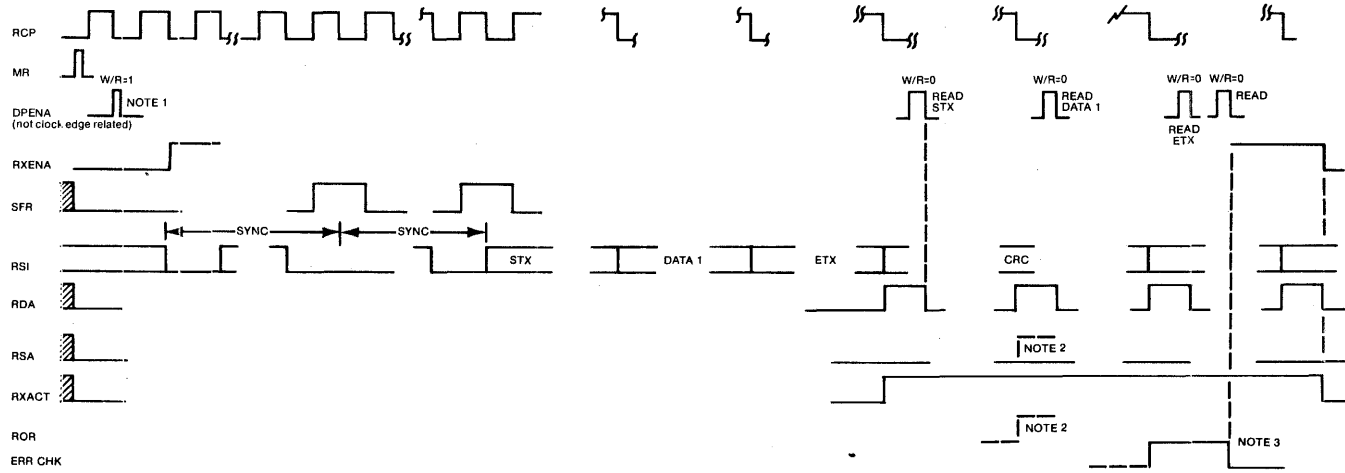 RCP
MR
W/R=1
W/R=0
W/R=0
W/R=0 W/R=0
NOTE 1
READ
STX
READ
DATA 1
READ
DPENA
(not clock edge related)
READ
ETX
RXENA
SFR
SYNC
SYNC
RSI
STX
DATA 1
ETX
CRC
RDA
RSA
NOTE 2
RXACT
ROR
NOTE 2
NOTE 3
ERR CHK